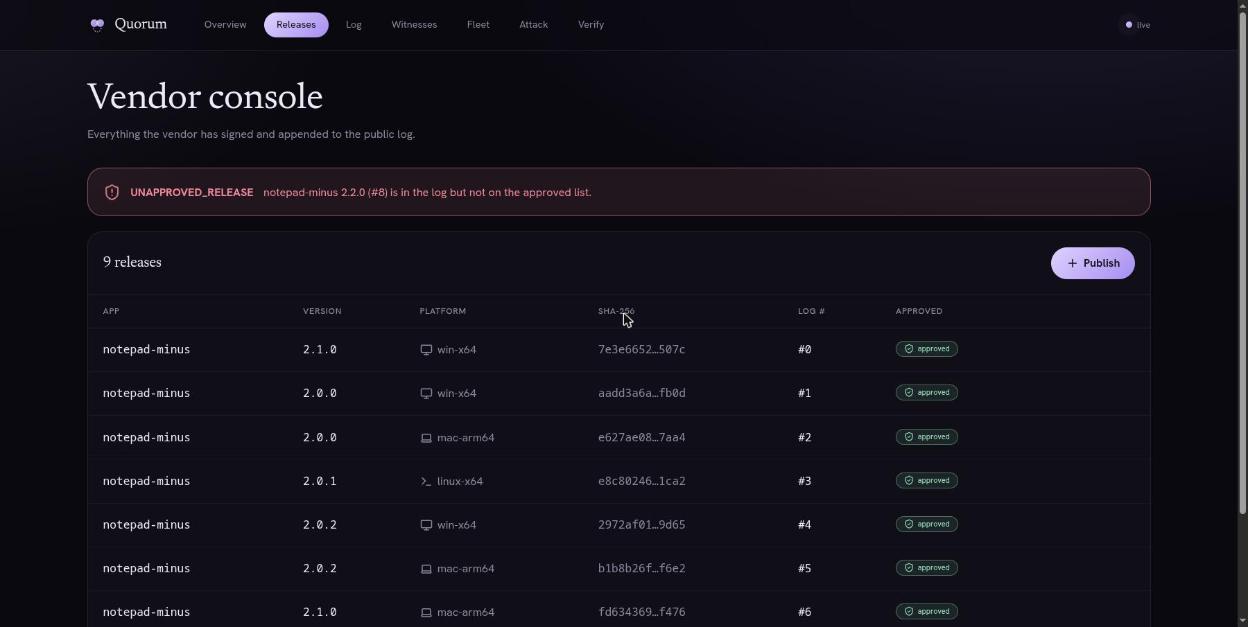 Quorum Overview Releases Log Witnesses Fleet Attack Verify live
Vendor console
Everything the vendor has signed and appended to the public log.
UNAPPROVED_RELEASE notepad-minus 2.2.0 (#8) is in the log but not on the approved list.
9 releases + Publish
APP VERSION PLATFORM SHA-256 LOG # APPROVED
notepad-minus 2.1.0 win-x64 7e3e6652…507c #0 approved
notepad-minus 2.0.0 win-x64 aadd3a6a…fb0d #1 approved
notepad-minus 2.0.0 mac-arm64 e627ae08…7aa4 #2 approved
notepad-minus 2.0.1 linux-x64 e8c80246…1ca2 #3 approved
notepad-minus 2.0.2 win-x64 2972af01…9d65 #4 approved
notepad-minus 2.0.2 mac-arm64 b1b8b26f…f6e2 #5 approved
notepad-minus 2.1.0 mac-arm64 fd634369…f476 #6 approved